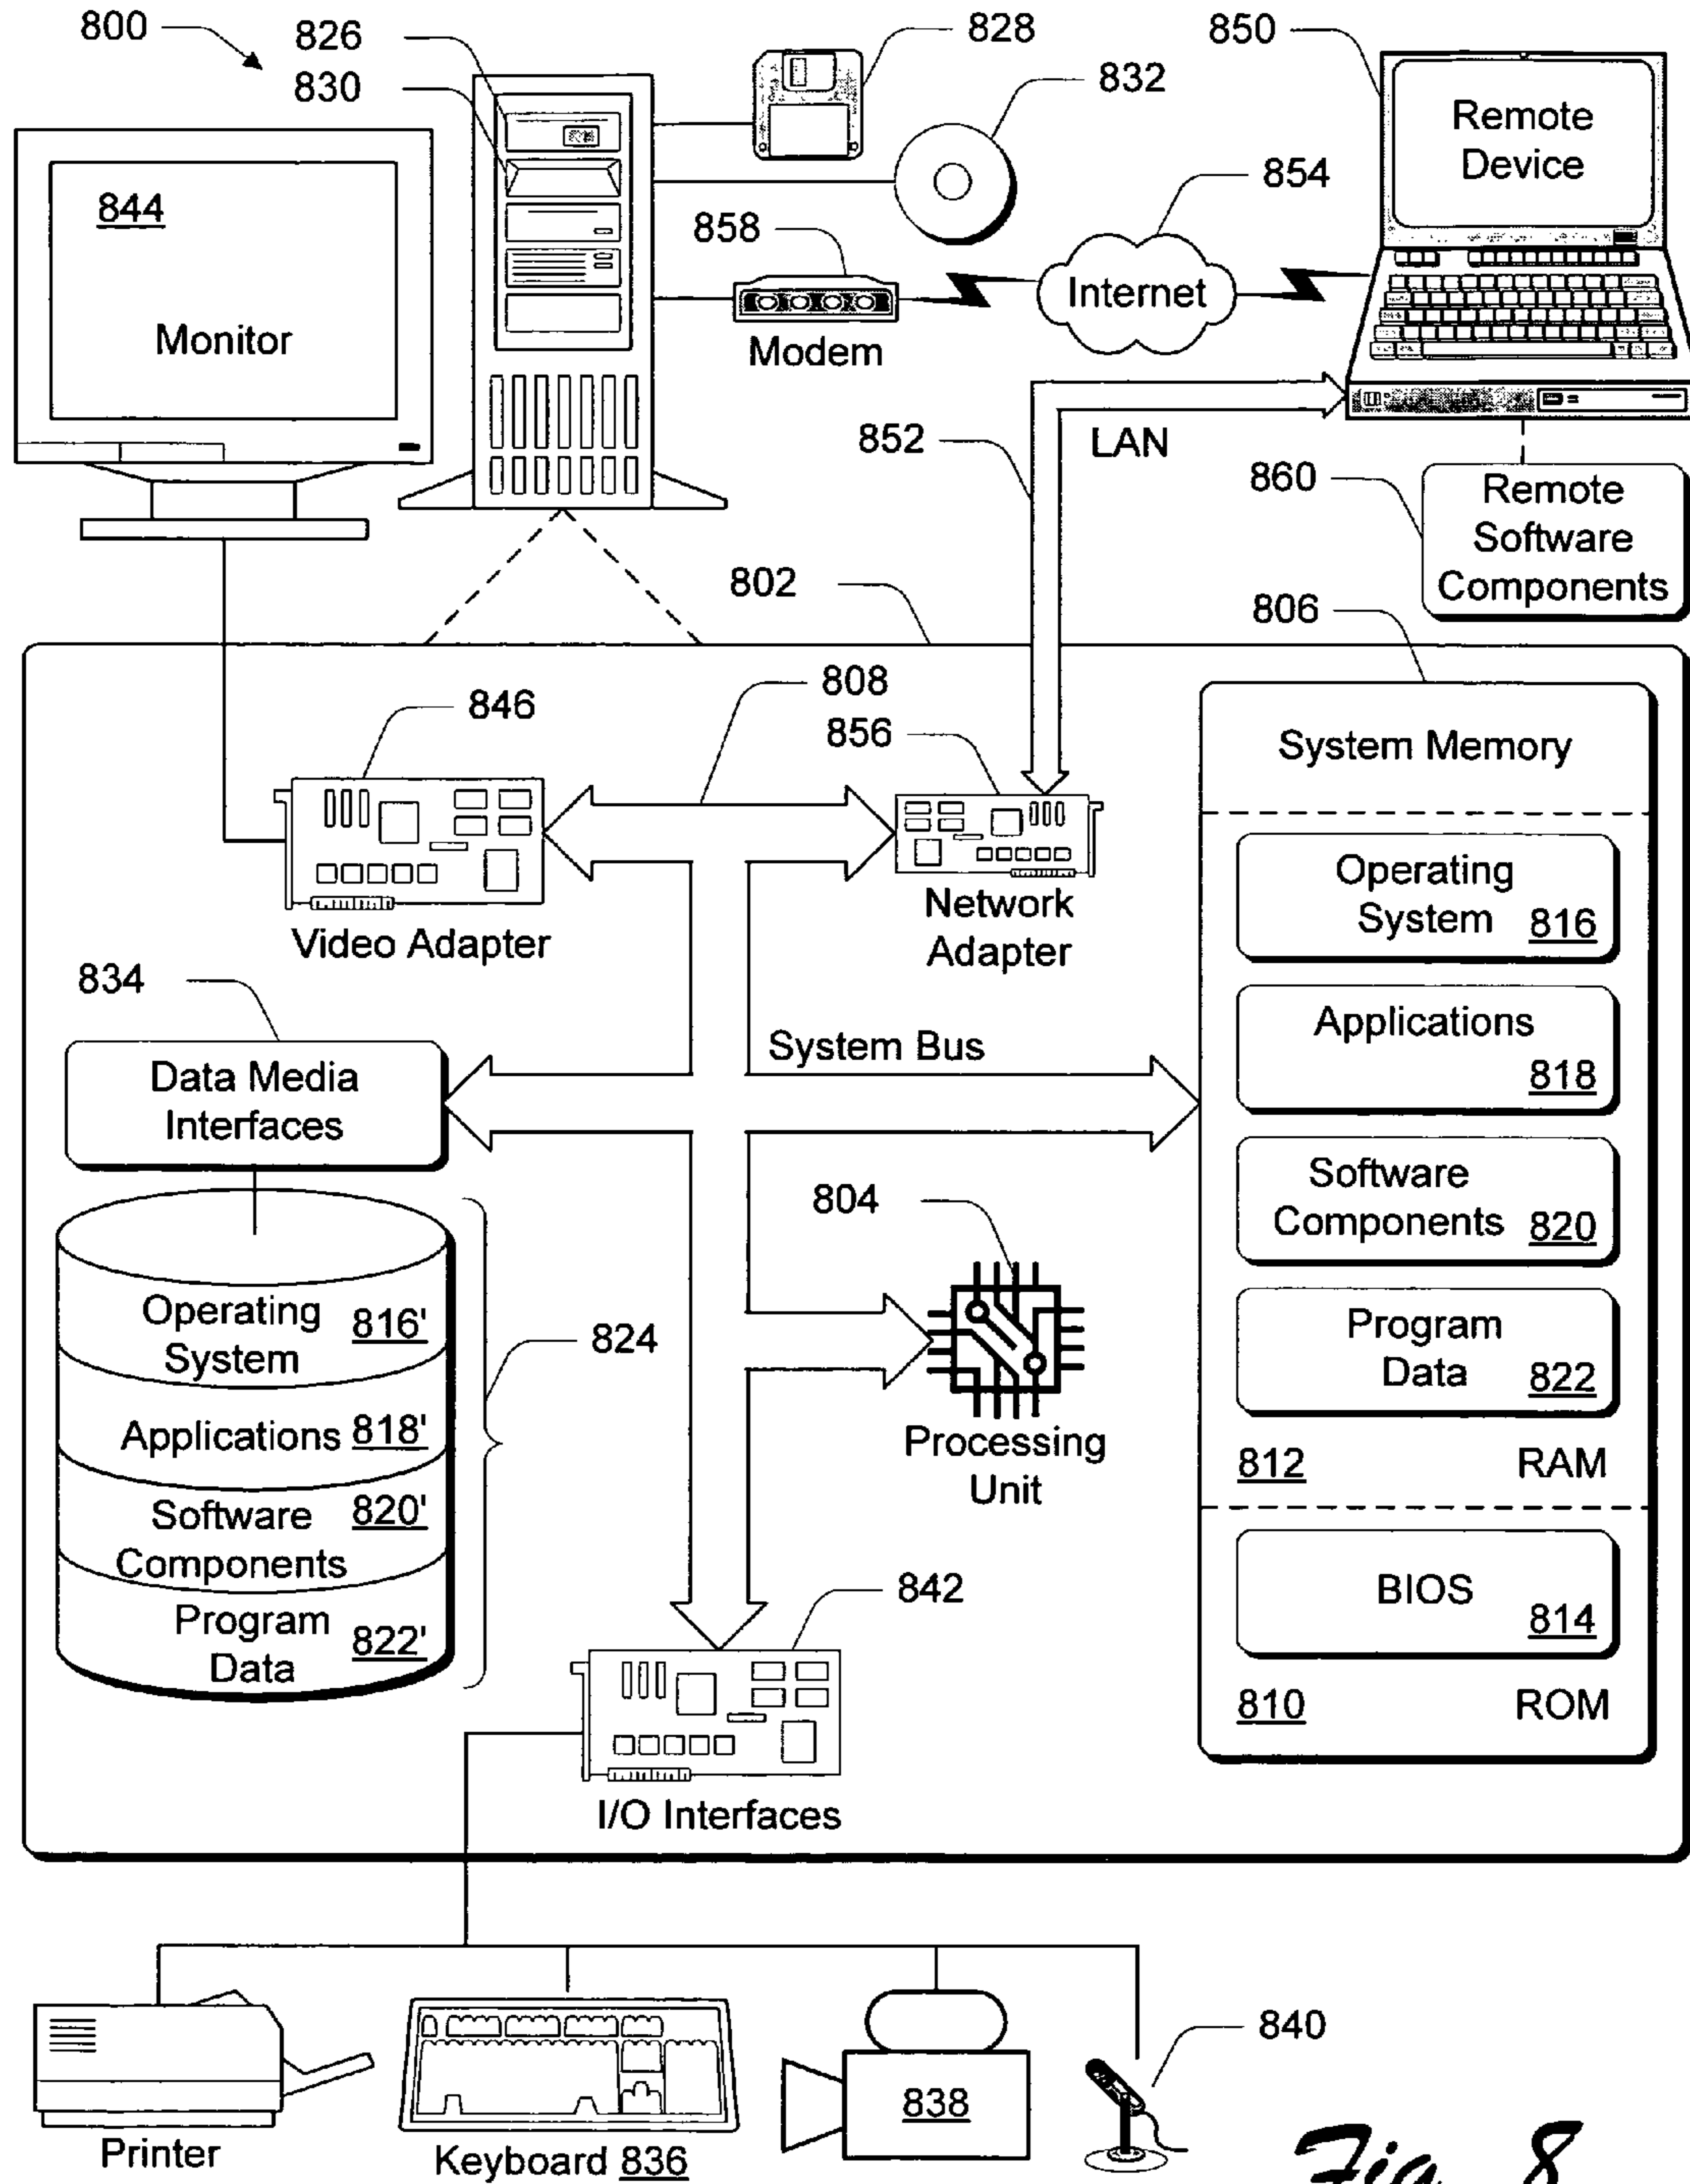 800
826
830
828
832
850
Remote
Device
844
Monitor
858
Modem
854
Internet
852
LAN
860
Remote
Software
Components
802
806
808
846
856
Video Adapter
Network
Adapter
System Memory
Operating
System 816
Applications
818
Software
Components 820
Program
Data 822
812 RAM
BIOS
814
810 ROM
834
Data Media
Interfaces
System Bus
804
Processing
Unit
Operating
System 816'
Applications 818'
Software
Components 820'
Program
Data 822'
824
842
I/O Interfaces
Printer
Keyboard 836
838
840
Fig. 8